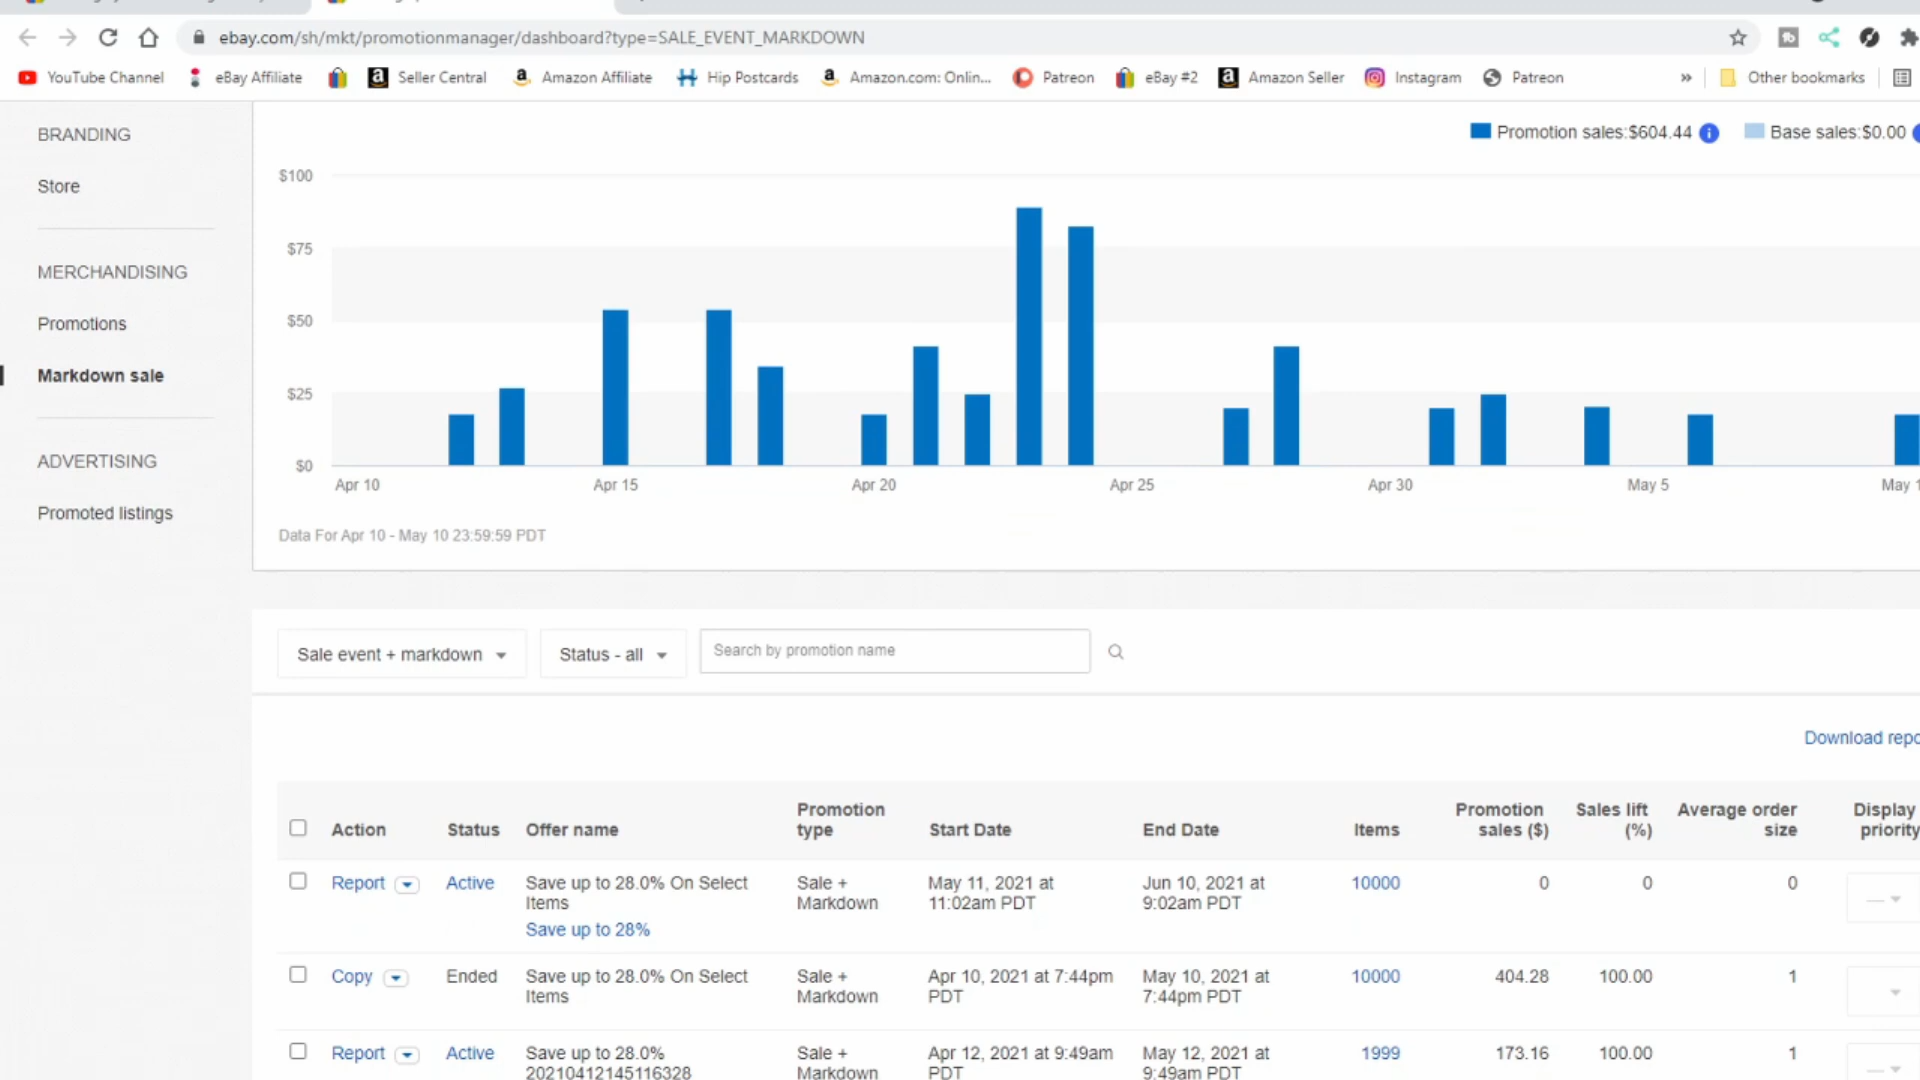 ebay.com/sh/mkt/promotionmanager/dashboard?type=SALE_EVENT_MARKDOWN
YouTube Channel eBay Affiliate Seller Central Amazon Affiliate Hip Postcards Amazon.com: Onlin... Patreon eBay #2 Amazon Seller Instagram Patreon » Other bookmarks
BRANDING
Store
MERCHANDISING
Promotions
Markdown sale
ADVERTISING
Promoted listings
Promotion sales:$604.44 Base sales:$0.00
$100
$75
$50
$25
$0
Apr 10 Apr 15 Apr 20 Apr 25 Apr 30 May 5 May 1
Data For Apr 10 - May 10 23:59:59 PDT
Sale event + markdown Status - all Search by promotion name
Download repo
Action Status Offer name Promotion type Start Date End Date Items Promotion sales ($) Sales lift (%) Average order size Display priority
Report Active Save up to 28.0% On Select Sale + May 11, 2021 at Jun 10, 2021 at 10000 0 0 0
Items Markdown 11:02am PDT 9:02am PDT
Save up to 28%
Copy Ended Save up to 28.0% On Select Sale + Apr 10, 2021 at 7:44pm May 10, 2021 at 10000 404.28 100.00 1
Items Markdown PDT 7:44pm PDT
Report Active Save up to 28.0% Sale + Apr 12, 2021 at 9:49am May 12, 2021 at 1999 173.16 100.00 1
20210412145116328 Markdown PDT 9:49am PDT